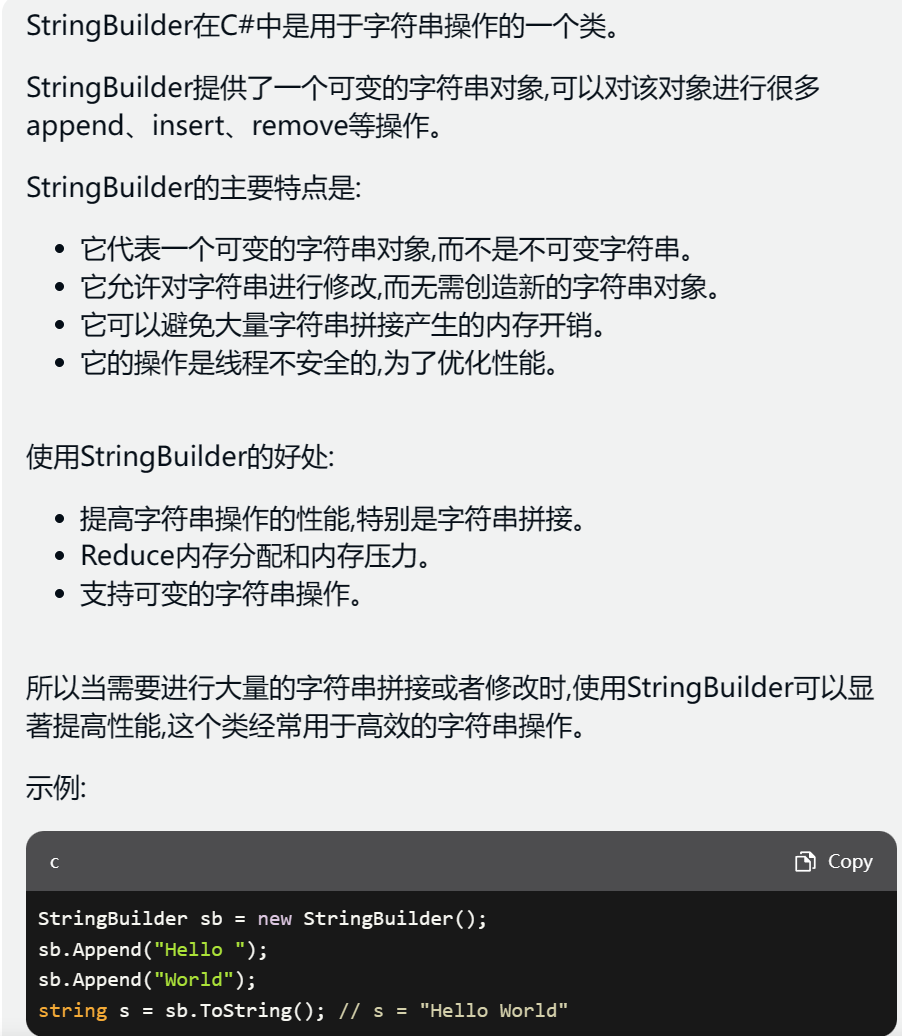 StringBuilder在C#中是用于字符串操作的一个类。
StringBuilder提供了一个可变的字符串对象,可以对该对象进行很多
append、insert、remove等操作。
StringBuilder的主要特点是:
• 它代表一个可变的字符串对象,而不是不可变字符串。
• 它允许对字符串进行修改,而无需创造新的字符串对象。
• 它可以避免大量字符串拼接产生的内存开销。
• 它的操作是线程不安全的,为了优化性能。
使用StringBuilder的好处:
• 提高字符串操作的性能,特别是字符串拼接。
• Reduce内存分配和内存压力。
• 支持可变的字符串操作。
所以当需要进行大量的字符串拼接或者修改时,使用StringBuilder可以显
著提高性能,这个类经常用于高效的字符串操作。
示例:
c Copy
StringBuilder sb = new StringBuilder();
sb.Append("Hello ");
sb.Append("World");
string s = sb.ToString(); // s = "Hello World"